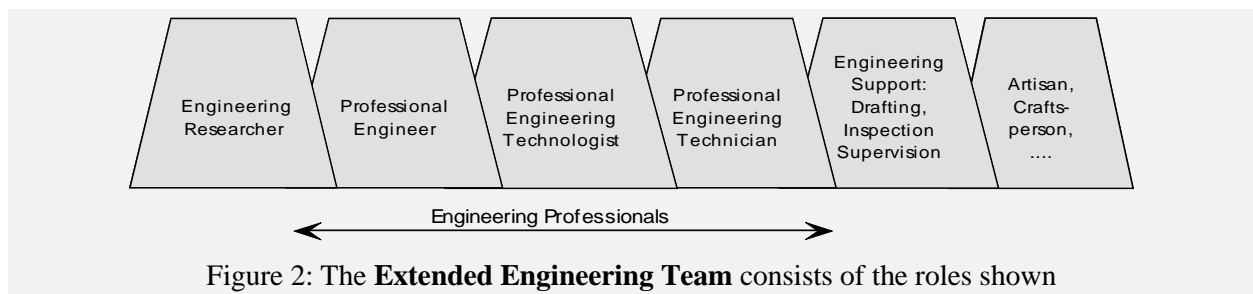 Engineering
Researcher
Professional
Engineer
Professional
Engineering
Technologist
Professional
Engineering
Technician
Engineering
Support:
Drafting,
Inspection
Supervision
Artisan,
Crafts-
person,
....
Engineering Professionals
Figure 2: The Extended Engineering Team consists of the roles shown